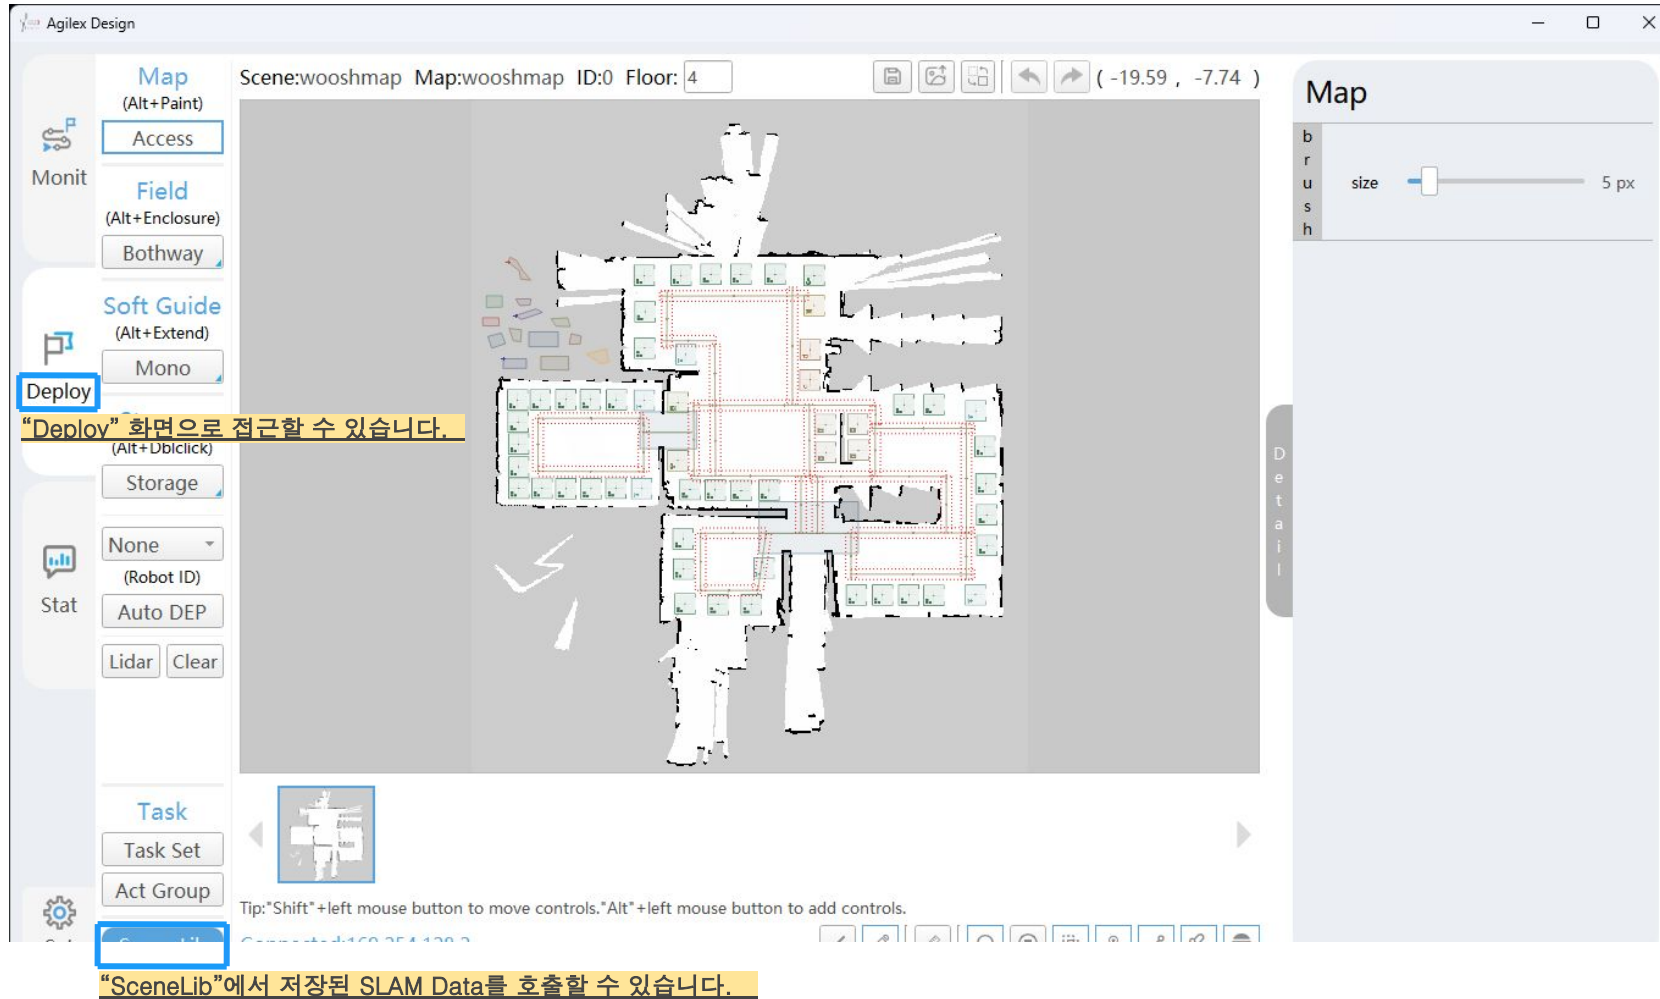 Agilex Design
Monit
Deploy
Stat
Map
(Alt+Paint)
Access
Field
(Alt+Enclosure)
Bothway
Soft Guide
(Alt+Extend)
Mono
"Deploy" 화면으로 접근할 수 있습니다.
(Alt+Dblclick)
Storage
None
(Robot ID)
Auto DEP
Lidar Clear
Task
Task Set
Act Group
Scene:wooshmap Map:wooshmap ID:0 Floor: 4
( -19.59 , -7.74 )
Tip:"Shift"+left mouse button to move controls."Alt"+left mouse button to add controls.
Detail
Map
brush
size 5 px
“SceneLib”에서 저장된 SLAM Data를 호출할 수 있습니다.